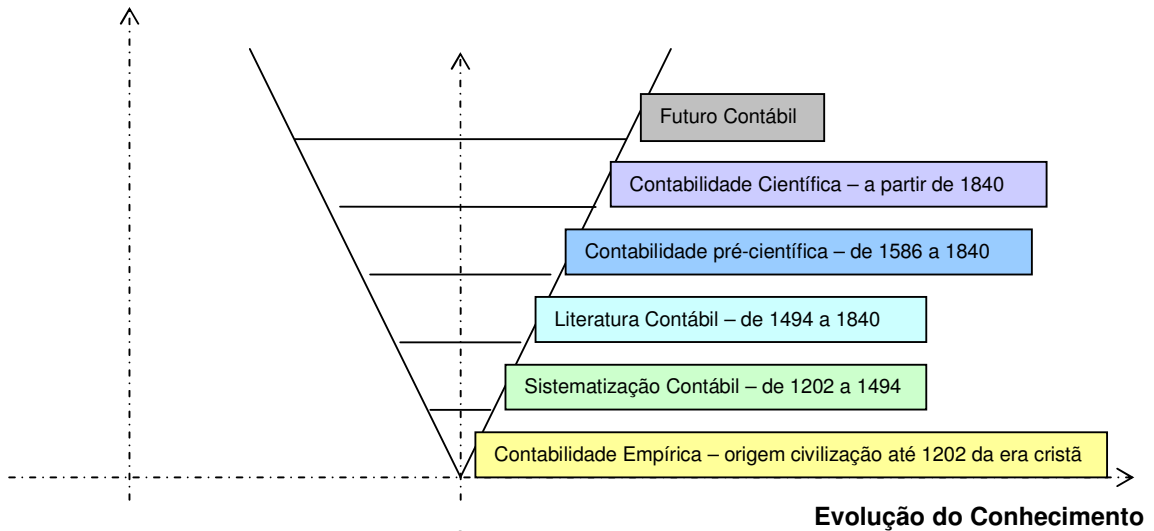 Futuro Contábil
Contabilidade Científica – a partir de 1840
Contabilidade pré-científica – de 1586 a 1840
Literatura Contábil – de 1494 a 1840
Sistematização Contábil – de 1202 a 1494
Contabilidade Empírica – origem civilização até 1202 da era cristã
Evolução do Conhecimento